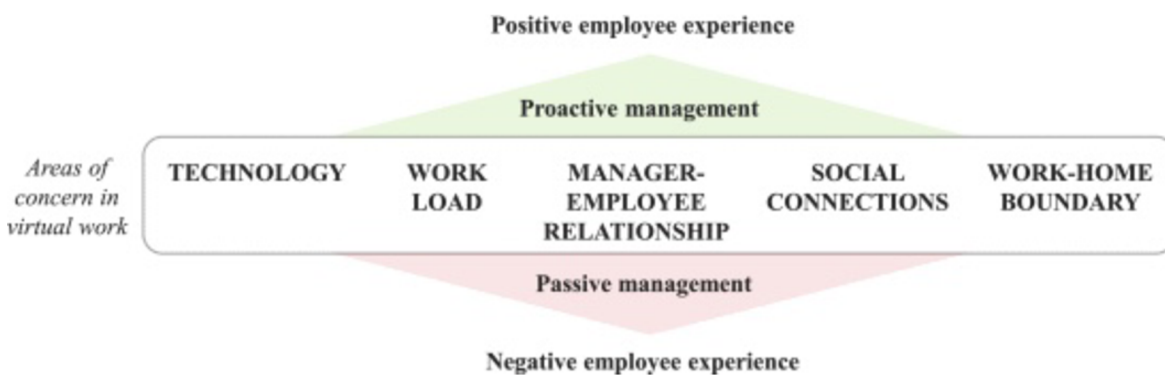 Positive employee experience
Proactive management
Areas of
concern in
virtual work
TECHNOLOGY
WORK
LOAD
MANAGER-
EMPLOYEE
RELATIONSHIP
SOCIAL
CONNECTIONS
WORK-HOME
BOUNDARY
Passive management
Negative employee experience